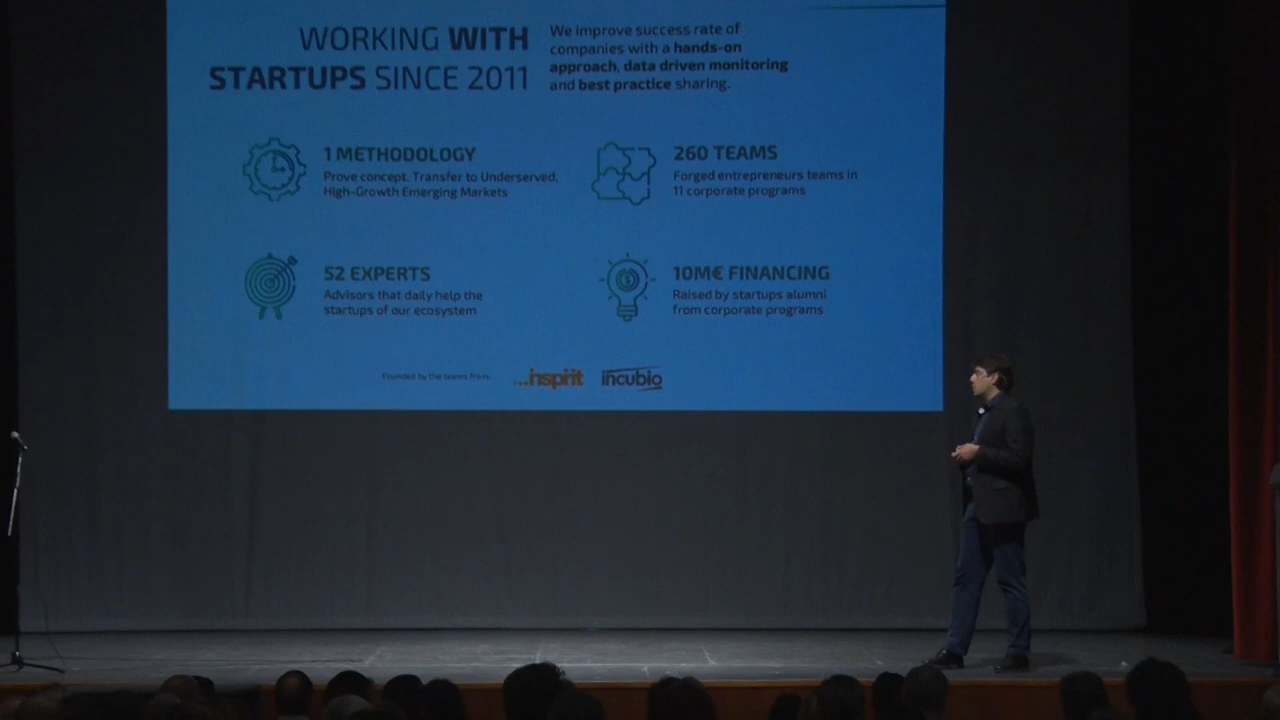 WORKING WITH
STARTUPS SINCE 2011
We improve success rate of
companies with a hands-on
approach, data driven monitoring
and best practice sharing.
1 METHODOLOGY
Prove concept. Transfer to Underserved,
High-Growth Emerging Markets
260 TEAMS
Forged entrepreneurs teams in
11 corporate programs
52 EXPERTS
Advisors that daily help the
startups of our ecosystem
10M€ FINANCING
Raised by startups alumni
from corporate programs
Founded by the teams from:
...inspirit
incubio